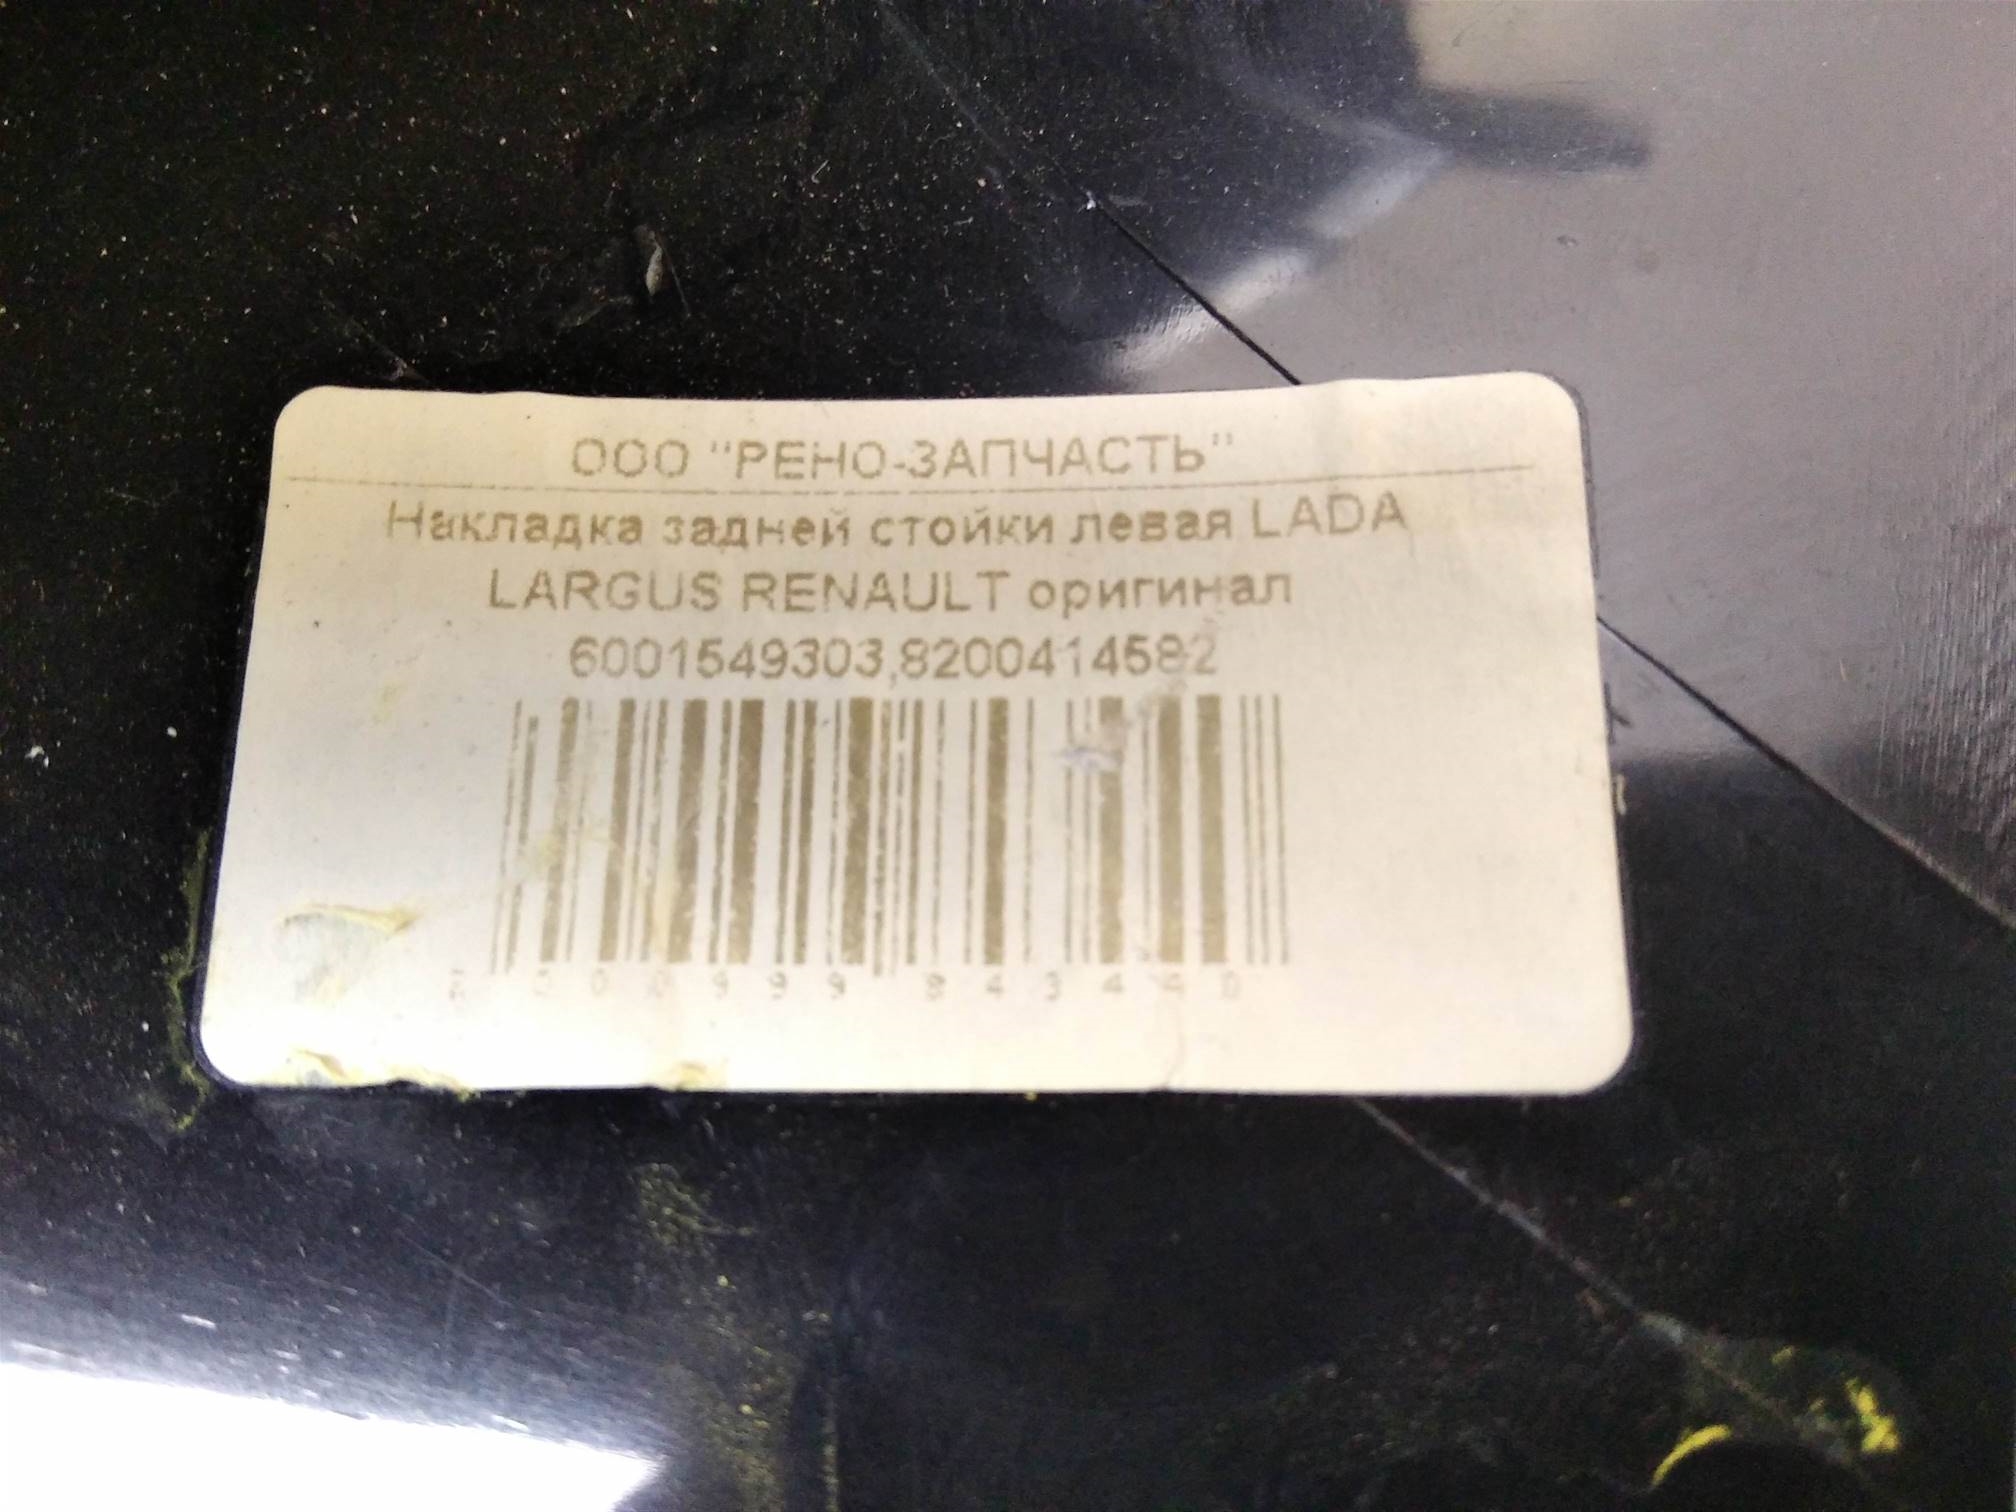 ООО "РЕНО-ЗАПЧАСТЬ"
Накладка задней стойки левая LADA
LARGUS RENAULT оригинал
6001549303,8200414582